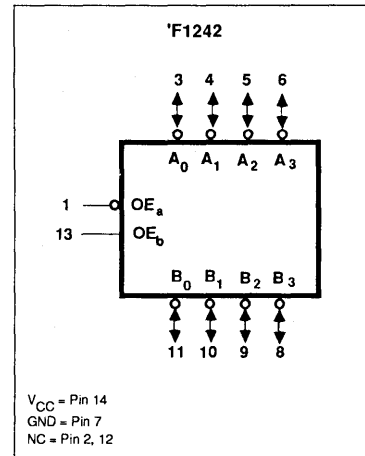 'F1242
3 4 5 6
A0 A1 A2 A3
1 OEa
13 OEb
B0 B1 B2 B3
11 10 9 8
VCC = Pin 14
GND = Pin 7
NC = Pin 2, 12